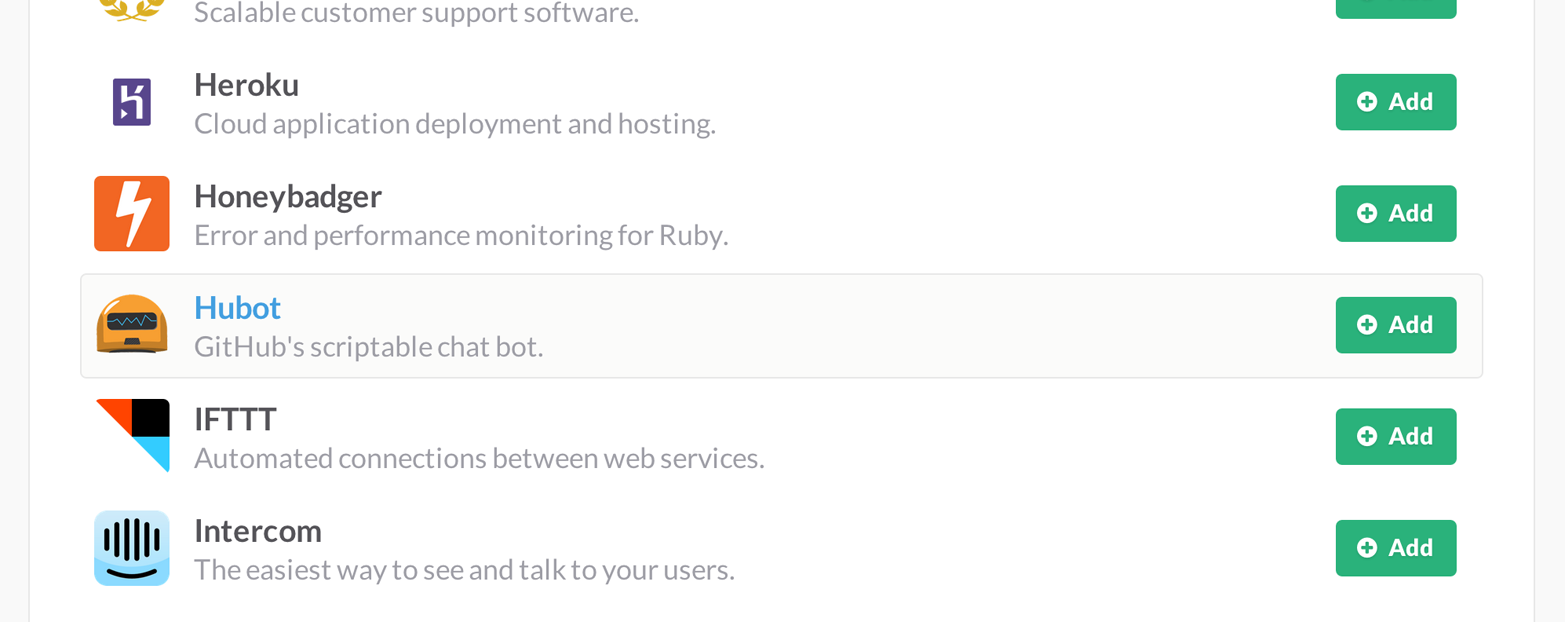 Scalable customer support software.
Heroku
Cloud application deployment and hosting.
Add
Honeybadger
Error and performance monitoring for Ruby.
Add
Hubot
GitHub's scriptable chat bot.
Add
IFTTT
Automated connections between web services.
Add
Intercom
The easiest way to see and talk to your users.
Add